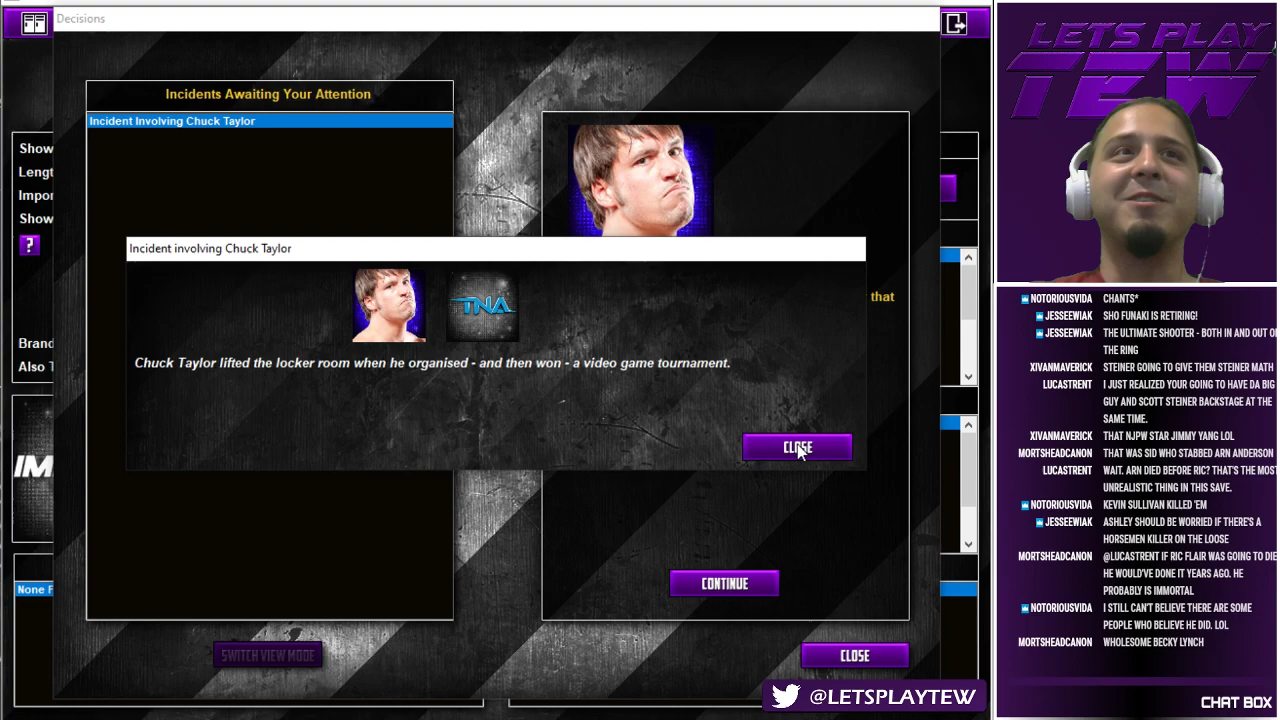 Decisions
Incidents Awaiting Your Attention
Incident Involving Chuck Taylor
Show
Lengt
Impor
Show
?
Brand
Also T
IM
None F
that
Incident involving Chuck Taylor
TNA
Chuck Taylor lifted the locker room when he organised - and then won - a video game tournament.
CLOSE
CONTINUE
SWITCH VIEW MODE
CLOSE
@LETSPLAYTEW
LETS PLAY
TEW
NOTORIOUSVIDA CHANTS*
JESSEEWIAK SHO FUNAKI IS RETIRING!
JESSEEWIAK THE ULTIMATE SHOOTER - BOTH IN AND OUT OF
THE RING
XIVANMAVERICK STEINER GOING TO GIVE THEM STEINER MATH
LUCASTRENT I JUST REALIZED YOUR GOING TO HAVE DA BIG
GUY AND SCOTT STEINER BACKSTAGE AT THE
SAME TIME.
XIVANMAVERICK THAT NJPW STAR JIMMY YANG LOL
MORTSHEADCANON THAT WAS SID WHO STABBED ARN ANDERSON
LUCASTRENT WAIT. ARN DIED BEFORE RIC? THAT'S THE MOST
UNREALISTIC THING IN THIS SAVE.
NOTORIOUSVIDA KEVIN SULLIVAN KILLED 'EM
JESSEEWIAK ASHLEY SHOULD BE WORRIED IF THERE'S A
HORSEMEN KILLER ON THE LOOSE
MORTSHEADCANON @LUCASTRENT IF RIC FLAIR WAS GOING TO DIE
HE WOULD'VE DONE IT YEARS AGO. HE
PROBABLY IS IMMORTAL
NOTORIOUSVIDA I STILL CAN'T BELIEVE THERE ARE SOME
PEOPLE WHO BELIEVE HE DID. LOL
MORTSHEADCANON WHOLESOME BECKY LYNCH
CHAT BOX